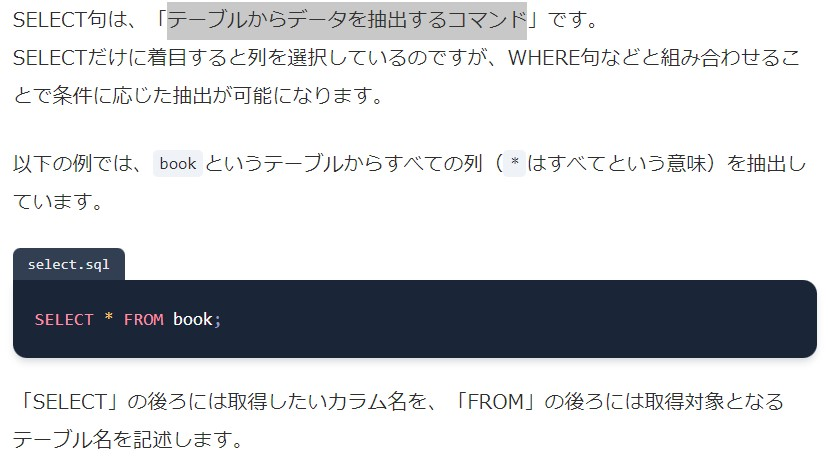 SELECT句は、「テーブルからデータを抽出するコマンド」です。
SELECTだけに着目すると列を選択しているのですが、WHERE句などと組み合わせるこ
とで条件に応じた抽出が可能になります。
以下の例では、bookというテーブルからすべての列（*はすべてという意味）を抽出し
ています。
select.sql
SELECT * FROM book;
「SELECT」の後ろには取得したいカラム名を、「FROM」の後ろには取得対象となる
テーブル名を記述します。